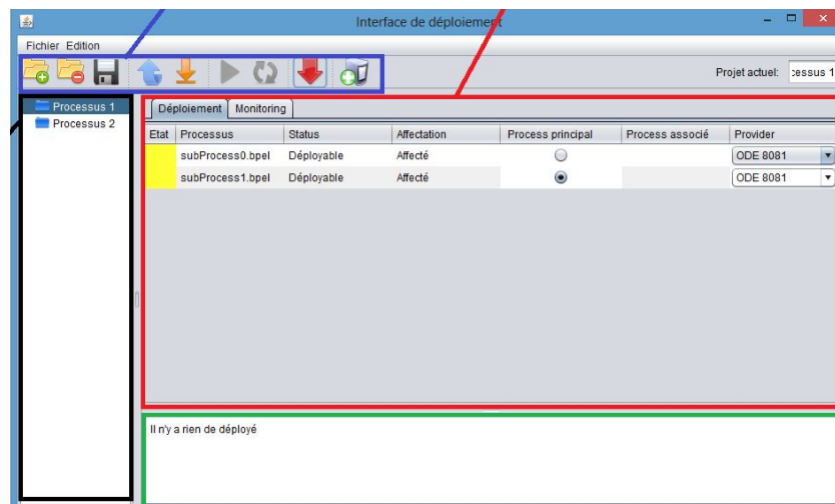 Interface de déploiement
Fichier Edition
Projet actuel: :essus 1
Processus 1
Processus 2
Déploiement Monitoring
Etat Processus Status Affectation Process principal Process associé Provider
subProcess0.bpel Déployable Affecté ODE 8081
subProcess1.bpel Déployable Affecté ODE 8081
Il n'y a rien de déployé